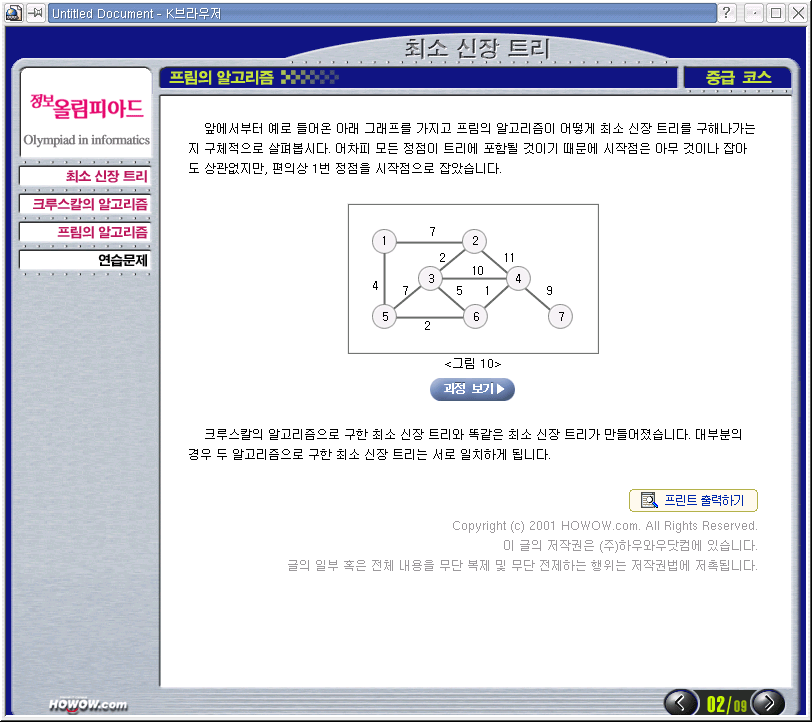 Untitled Document - K브라우저
최소 신장 트리
정보올림피아드
Olympiad in informatics
최소 신장 트리
크루스칼의 알고리즘
프림의 알고리즘
연습문제
프림의 알고리즘
중급 코스
앞에서부터 예로 들어온 아래 그래프를 가지고 프림의 알고리즘이 어떻게 최소 신장 트리를 구해나가는
지 구체적으로 살펴봅시다. 어차피 모든 정점이 트리에 포함될 것이기 때문에 시작점은 아무 것이나 잡아
도 상관없지만, 편의상 1번 정점을 시작점으로 잡았습니다.
1 7 2
2 11
4 3 10 4
7 5 1 9
5 2 6 7
<그림 10>
과정 보기
크루스칼의 알고리즘으로 구한 최소 신장 트리와 똑같은 최소 신장 트리가 만들어졌습니다. 대부분의
경우 두 알고리즘으로 구한 최소 신장 트리는 서로 일치하게 됩니다.
프린트 출력하기
Copyright (c) 2001 HOWOW.com. All Rights Reserved.
이 글의 저작권은 (주)하우와우닷컴에 있습니다.
글의 일부 혹은 전체 내용을 무단 복제 및 무단 전제하는 행위는 저작권법에 저촉됩니다.
HOWOW.com
02/09